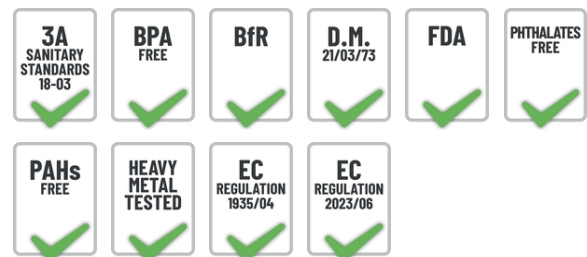 3A
SANITARY
STANDARDS
18-03
BPA
FREE
BfR
D.M.
21/03/73
FDA
PHTHALATES
FREE
PAHs
FREE
HEAVY
METAL
TESTED
EC
REGULATION
1935/04
EC
REGULATION
2023/06